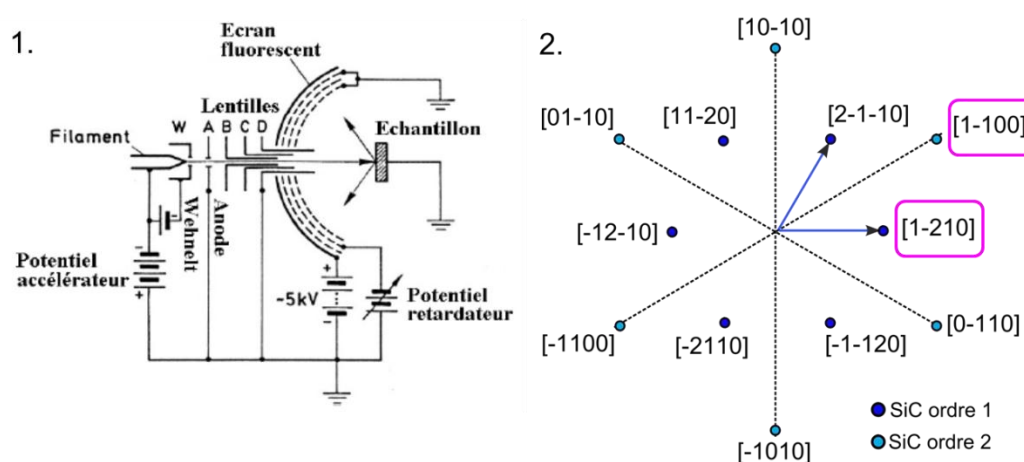 1.
Ecran
fluorescent
Lentilles
W A B C D
Filament
Echantillon
Wehnelt
Anode
Potentiel
accélérateur
-
+
+
~5kV
-
Potentiel
retardateur
2.
[10-10]
[01-10]
[11-20]
[2-1-10]
[1-100]
[-12-10]
[1-210]
[-1100]
[-2110]
[-1-120]
[0-110]
[-1010]
SiC ordre 1
SiC ordre 2